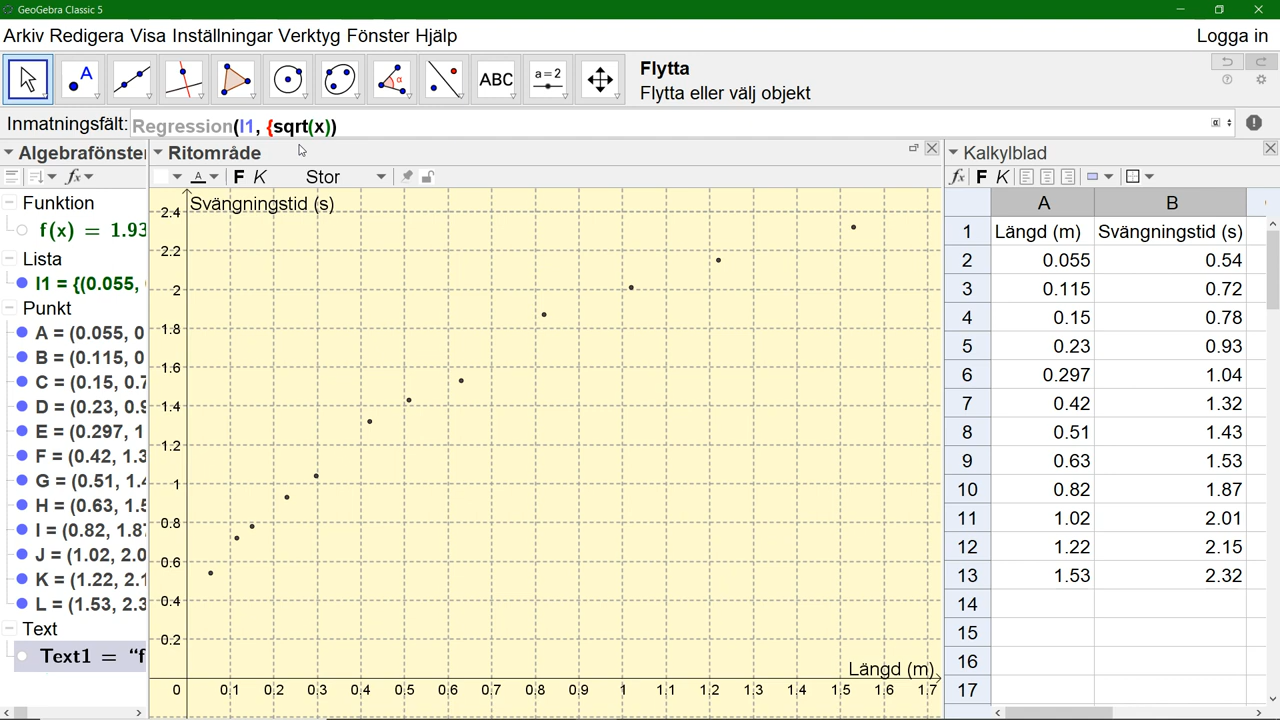 GeoGebra Classic 5
Arkiv Redigera Visa Inställningar Verktyg Fönster Hjälp
Logga in
A
α
ABC
a = 2
Flytta
Flytta eller välj objekt
Inmatningsfält: Regression(l1, {sqrt(x))
α
Algebrafönste
Ritområde
Kalkylblad
fx
A F K Stor
fx F K
Funktion
f(x) = 1.93
Lista
l1 = {(0.055,
Punkt
A = (0.055, 0
B = (0.115, 0
C = (0.15, 0.7
D = (0.23, 0.9
E = (0.297, 1
F = (0.42, 1.3
G = (0.51, 1.4
H = (0.63, 1.5
I = (0.82, 1.8
J = (1.02, 2.0
K = (1.22, 2.1
L = (1.53, 2.3
Text
Text1 = “f
Svängningstid (s)
2.4
2.2
2
1.8
1.6
1.4
1.2
1
0.8
0.6
0.4
0.2
Längd (m)
0 0.1 0.2 0.3 0.4 0.5 0.6 0.7 0.8 0.9 1 1.1 1.2 1.3 1.4 1.5 1.6 1.7
A B
1 Längd (m) Svängningstid (s)
2 0.055 0.54
3 0.115 0.72
4 0.15 0.78
5 0.23 0.93
6 0.297 1.04
7 0.42 1.32
8 0.51 1.43
9 0.63 1.53
10 0.82 1.87
11 1.02 2.01
12 1.22 2.15
13 1.53 2.32
14
15
16
17